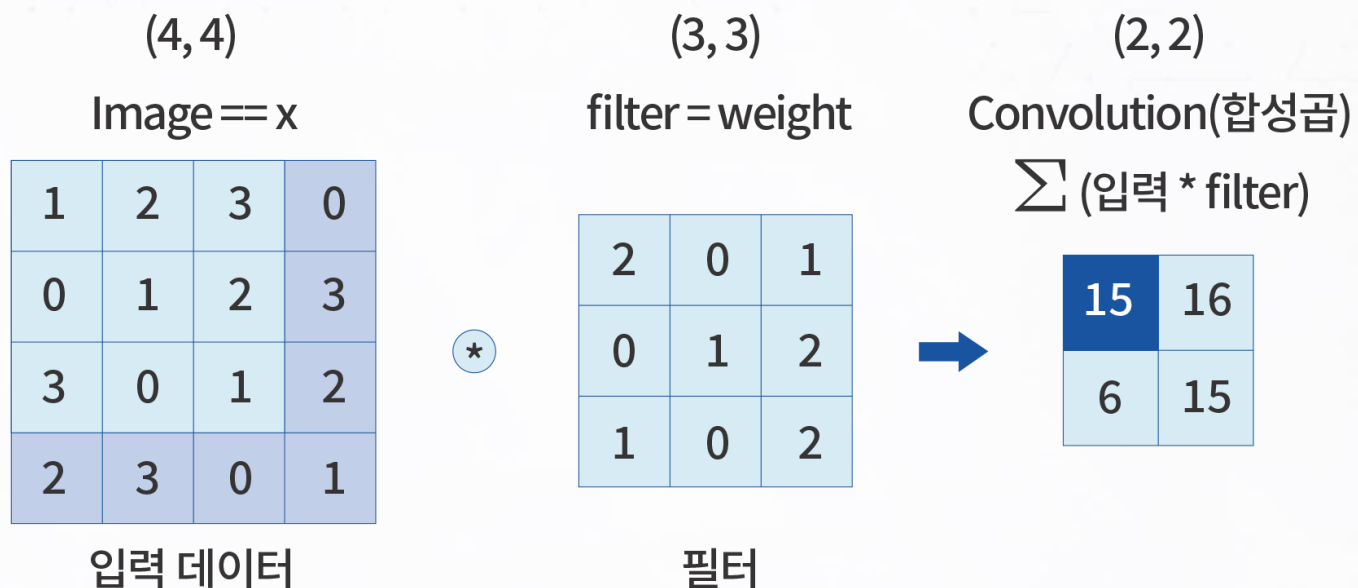 (4, 4)
Image == x
1 2 3 0
0 1 2 3
3 0 1 2
2 3 0 1
입력 데이터
*
(3, 3)
filter = weight
2 0 1
0 1 2
1 0 2
필터
(2, 2)
Convolution(합성곱)
∑ (입력 * filter)
15 16
6 15